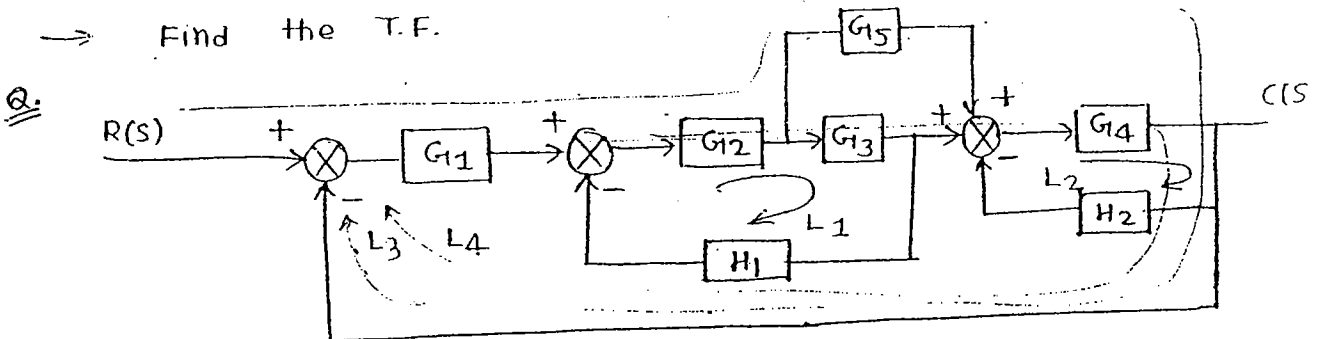 → Find the T.F.
Q.
R(S) + - G1 + - G2 G3 G5 + + - G4 C(S
L3 L4 L1 L2
H1 H2